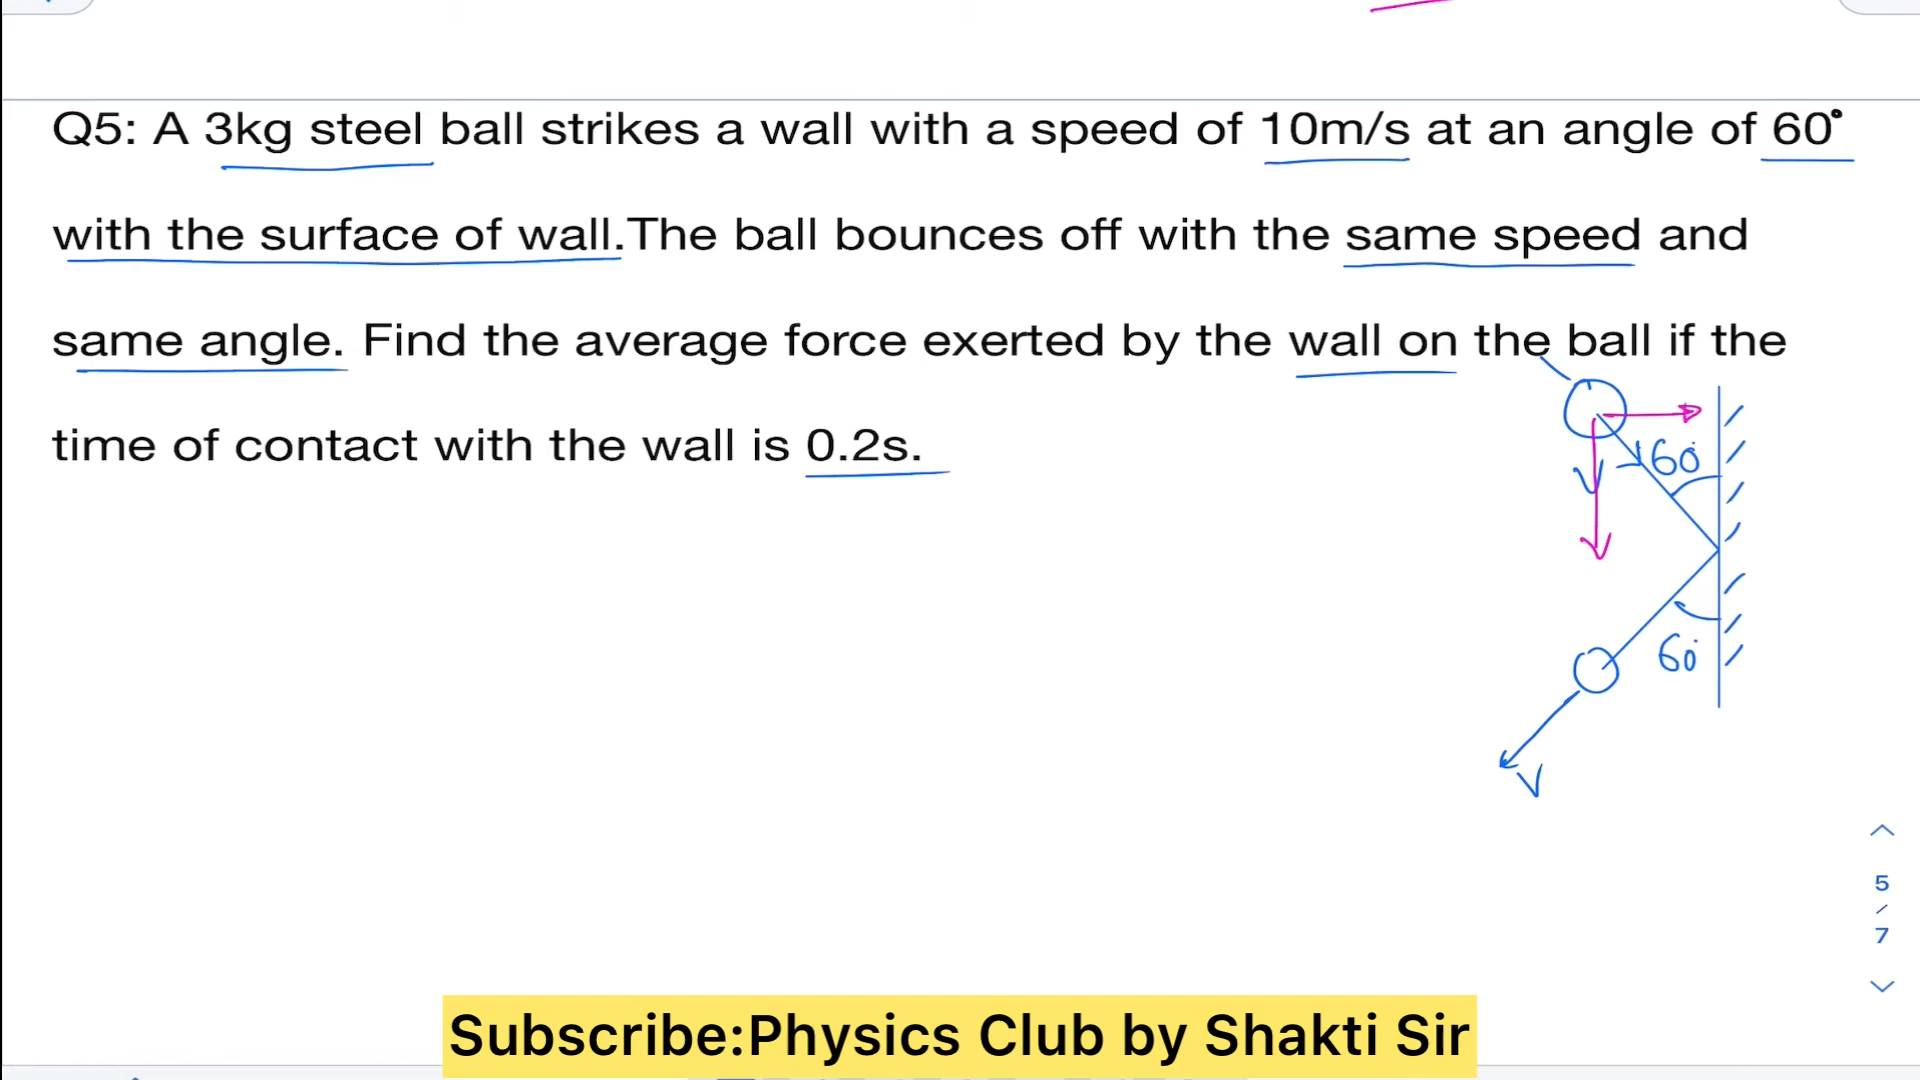 Q5: A 3kg steel ball strikes a wall with a speed of 10m/s at an angle of 60°
with the surface of wall.The ball bounces off with the same speed and
same angle. Find the average force exerted by the wall on the ball if the
time of contact with the wall is 0.2s.
60°
V
60°
V
5
/
7
Subscribe:Physics Club by Shakti Sir